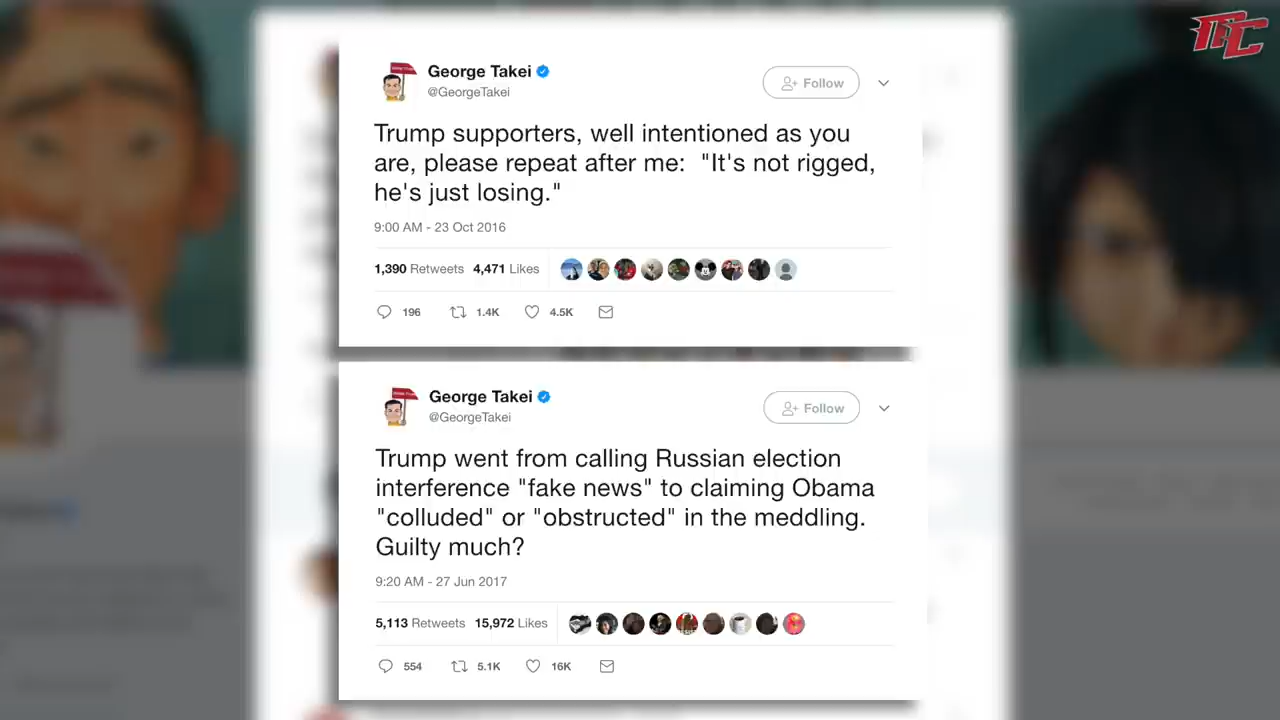 George Takei
@GeorgeTakei
Follow
Trump supporters, well intentioned as you
are, please repeat after me:  "It's not rigged,
he's just losing."
9:00 AM - 23 Oct 2016
1,390 Retweets 4,471 Likes
196 1.4K 4.5K
George Takei
@GeorgeTakei
Follow
Trump went from calling Russian election
interference "fake news" to claiming Obama
"colluded" or "obstructed" in the meddling.
Guilty much?
9:20 AM - 27 Jun 2017
5,113 Retweets 15,972 Likes
554 5.1K 16K